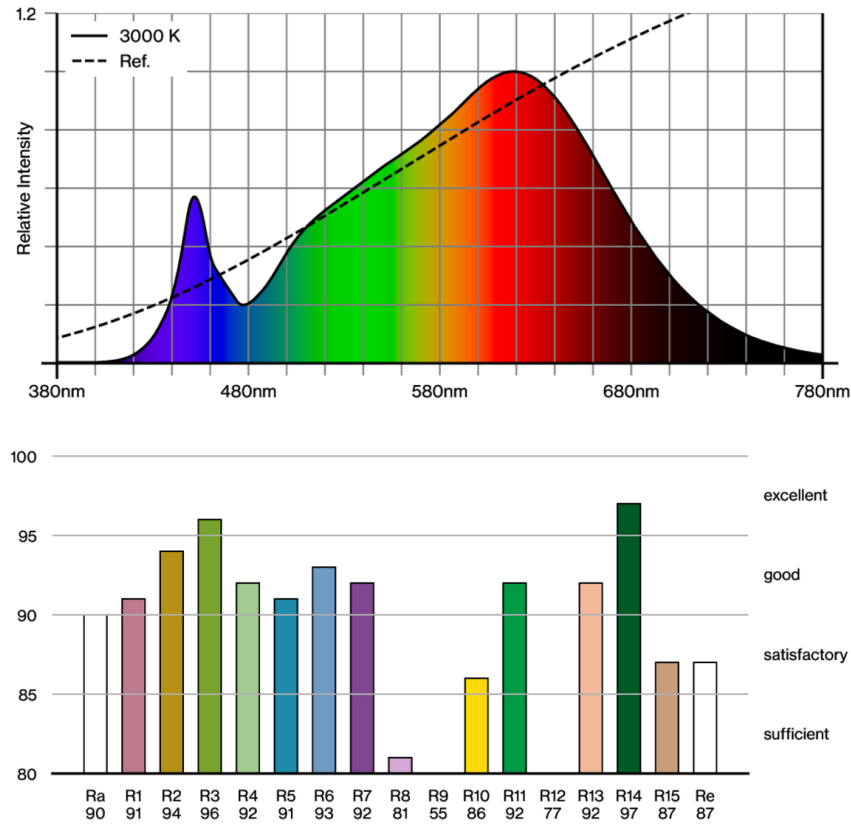 1.2
3000 K
Ref.
Relative Intensity
380nm 480nm 580nm 680nm 780nm
100
excellent
95
good
90
satisfactory
85
sufficient
80
Ra R1 R2 R3 R4 R5 R6 R7 R8 R9 R10 R11 R12 R13 R14 R15 Re
90 91 94 96 92 91 93 92 81 55 86 92 77 92 97 87 87